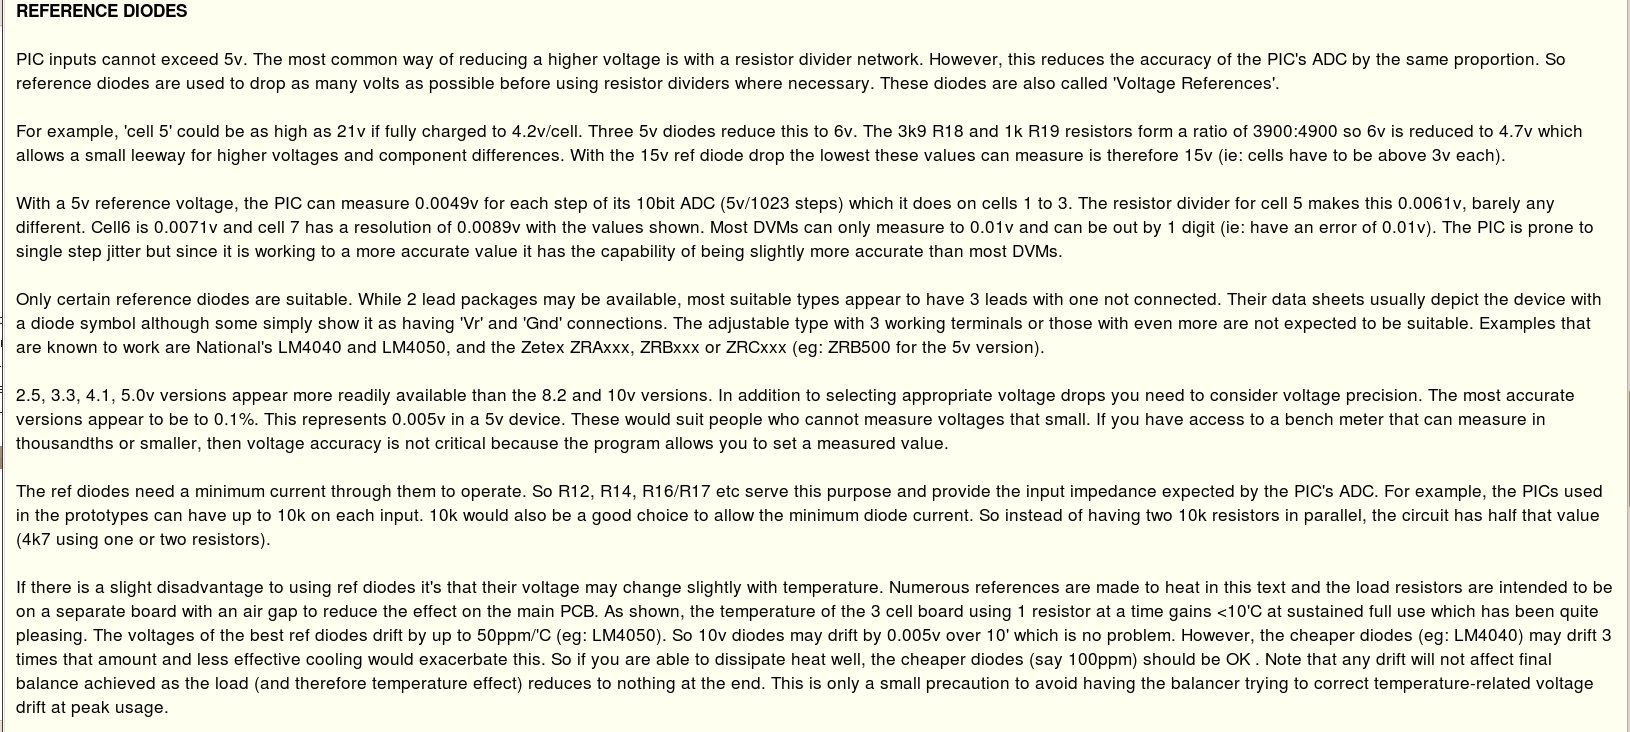 REFERENCE DIODES
PIC inputs cannot exceed 5v. The most common way of reducing a higher voltage is with a resistor divider network. However, this reduces the accuracy of the PIC's ADC by the same proportion. So
reference diodes are used to drop as many volts as possible before using resistor dividers where necessary. These diodes are also called 'Voltage References'.
For example, 'cell 5' could be as high as 21v if fully charged to 4.2v/cell. Three 5v diodes reduce this to 6v. The 3k9 R18 and 1k R19 resistors form a ratio of 3900:4900 so 6v is reduced to 4.7v which
allows a small leeway for higher voltages and component differences. With the 15v ref diode drop the lowest these values can measure is therefore 15v (ie: cells have to be above 3v each).
With a 5v reference voltage, the PIC can measure 0.0049v for each step of its 10bit ADC (5v/1023 steps) which it does on cells 1 to 3. The resistor divider for cell 5 makes this 0.0061v, barely any
different. Cell6 is 0.0071v and cell 7 has a resolution of 0.0089v with the values shown. Most DVMs can only measure to 0.01v and can be out by 1 digit (ie: have an error of 0.01v). The PIC is prone to
single step jitter but since it is working to a more accurate value it has the capability of being slightly more accurate than most DVMs.
Only certain reference diodes are suitable. While 2 lead packages may be available, most suitable types appear to have 3 leads with one not connected. Their data sheets usually depict the device with
a diode symbol although some simply show it as having 'Vr' and 'Gnd' connections. The adjustable type with 3 working terminals or those with even more are not expected to be suitable. Examples that
are known to work are National's LM4040 and LM4050, and the Zetex ZRAxxx, ZRBxxx or ZRCxxx (eg: ZRB500 for the 5v version).
2.5, 3.3, 4.1, 5.0v versions appear more readily available than the 8.2 and 10v versions. In addition to selecting appropriate voltage drops you need to consider voltage precision. The most accurate
versions appear to be to 0.1%. This represents 0.005v in a 5v device. These would suit people who cannot measure voltages that small. If you have access to a bench meter that can measure in
thousandths or smaller, then voltage accuracy is not critical because the program allows you to set a measured value.
The ref diodes need a minimum current through them to operate. So R12, R14, R16/R17 etc serve this purpose and provide the input impedance expected by the PIC's ADC. For example, the PICs used
in the prototypes can have up to 10k on each input. 10k would also be a good choice to allow the minimum diode current. So instead of having two 10k resistors in parallel, the circuit has half that value
(4k7 using one or two resistors).
If there is a slight disadvantage to using ref diodes it's that their voltage may change slightly with temperature. Numerous references are made to heat in this text and the load resistors are intended to be
on a separate board with an air gap to reduce the effect on the main PCB. As shown, the temperature of the 3 cell board using 1 resistor at a time gains <10'C at sustained full use which has been quite
pleasing. The voltages of the best ref diodes drift by up to 50ppm/'C (eg: LM4050). So 10v diodes may drift by 0.005v over 10' which is no problem. However, the cheaper diodes (eg: LM4040) may drift 3
times that amount and less effective cooling would exacerbate this. So if you are able to dissipate heat well, the cheaper diodes (say 100ppm) should be OK . Note that any drift will not affect final
balance achieved as the load (and therefore temperature effect) reduces to nothing at the end. This is only a small precaution to avoid having the balancer trying to correct temperature-related voltage
drift at peak usage.